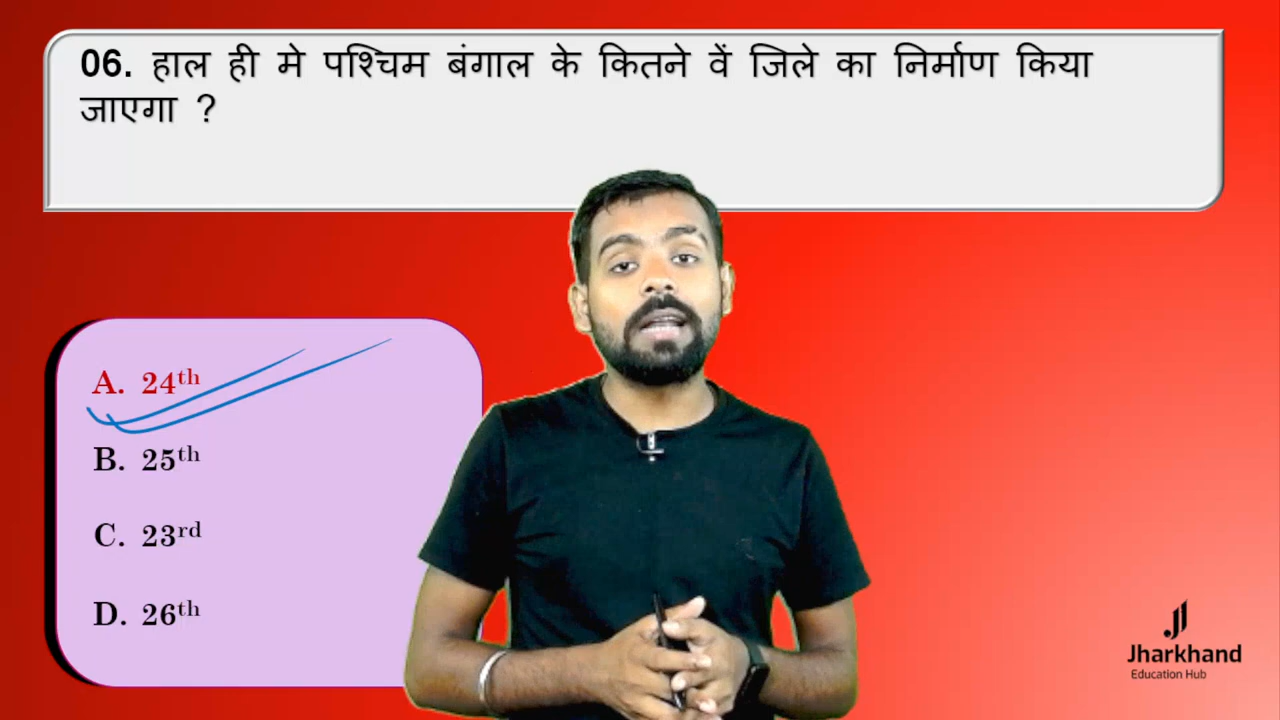 06. हाल ही मे पश्चिम बंगाल के कितने वें जिले का निर्माण किया
जाएगा ?
A. 24th
B. 25th
C. 23rd
D. 26th
Jharkhand
Education Hub